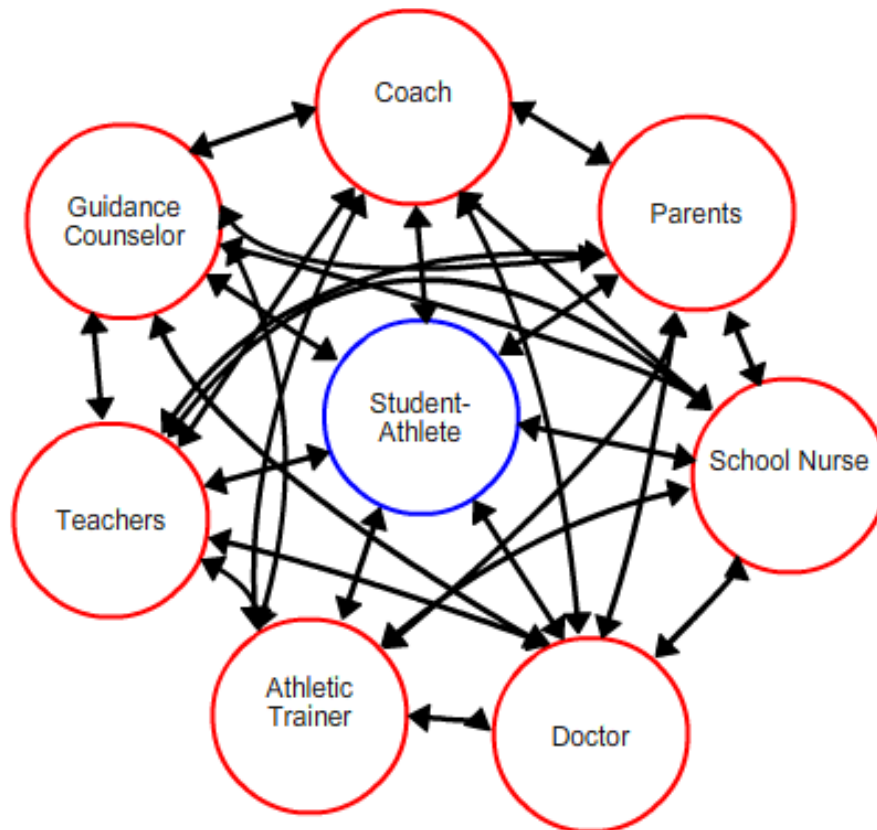 Coach
Guidance
Counselor
Parents
Student-
Athlete
School Nurse
Teachers
Athletic
Trainer
Doctor